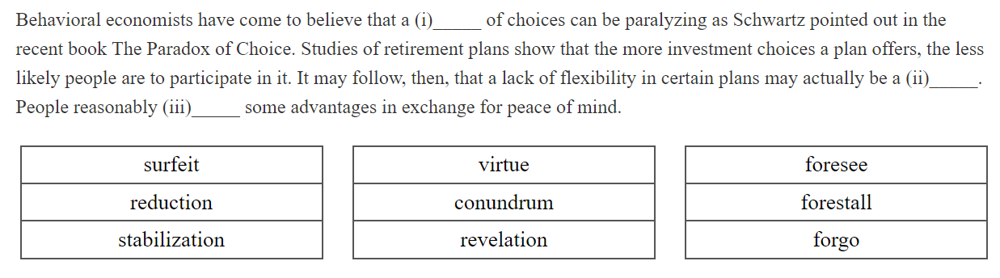 Behavioral economists have come to believe that a (i)_____ of choices can be paralyzing as Schwartz pointed out in the
recent book The Paradox of Choice. Studies of retirement plans show that the more investment choices a plan offers, the less
likely people are to participate in it. It may follow, then, that a lack of flexibility in certain plans may actually be a (ii)_____.
People reasonably (iii)_____ some advantages in exchange for peace of mind.
surfeit virtue foresee
reduction conundrum forestall
stabilization revelation forgo